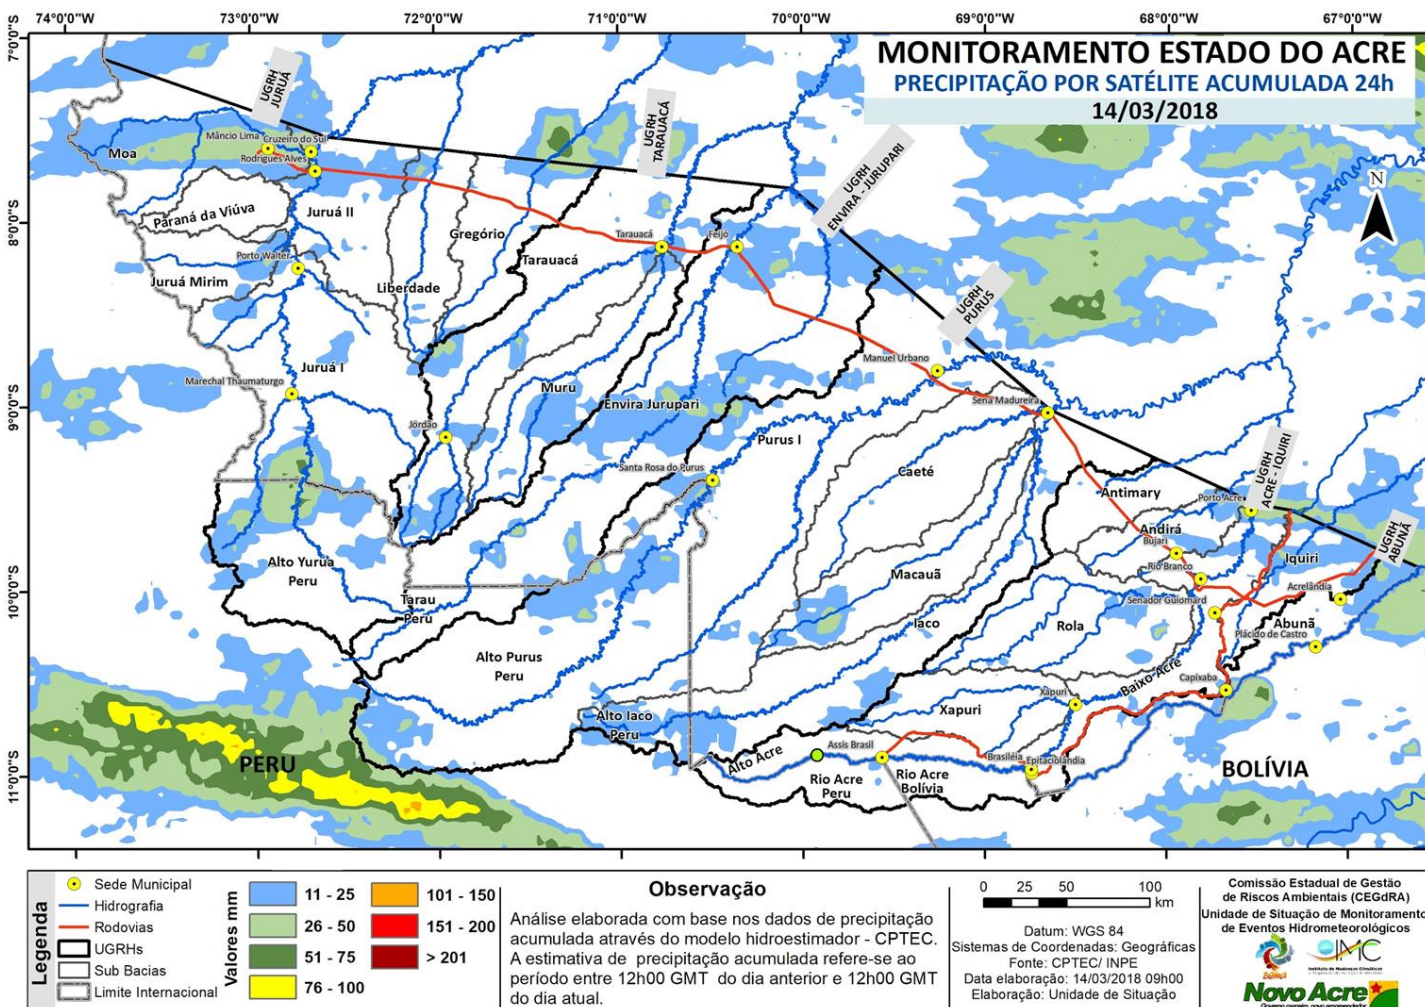 74°0'0"W 73°0'0"W 72°0'0"W 71°0'0"W 70°0'0"W 69°0'0"W 68°0'0"W 67°0'0"W
7°0'0"S
8°0'0"S
9°0'0"S
10°0'0"S
11°0'0"S
MONITORAMENTO ESTADO DO ACRE
PRECIPITAÇÃO POR SATÉLITE ACUMULADA 24h
14/03/2018
N
UGRH
JURUÁ
UGRH
TARAUACÁ
UGRH
ENVIRA - JURUPARI
UGRH
PURUS
UGRH
ACRE - IQUIRI
UGRH
ABUNÃ
Mâncio Lima
Cruzeiro do Sul
Rodrigues Alves
Moa
Paraná da Viúva
Juruá II
Gregório
Tarauacá
Tarauacá
Feijó
Porto Walter
Juruá Mirim
Liberdade
Manuel Urbano
Juruá I
Marechal Thaumaturgo
Muru
Envira Jurupari
Sena Madureira
Jordão
Purus I
Santa Rosa do Purus
Caeté
Antimary
Porto Acre
Andirá
Bujari
Iquiri
Rio Branco
Alto Yurúa
Peru
Macauã
Acrelândia
Tarau
Peru
Senador Guiomard
Iaco
Rola
Abunã
Plácido de Castro
Alto Purus
Peru
Baixo Acre
Capixaba
Xapuri
Xapuri
Alto Iaco
Peru
Alto Acre
Assis Brasil
Brasiléia
Epitaciolândia
PERU
Rio Acre
Peru
Rio Acre
Bolívia
BOLÍVIA
Legenda
Sede Municipal
Hidrografia
Rodovias
UGRHs
Sub Bacias
Limite Internacional
Valores mm
11 - 25
26 - 50
51 - 75
76 - 100
101 - 150
151 - 200
> 201
Observação
Análise elaborada com base nos dados de precipitação
acumulada através do modelo hidroestimador - CPTEC.
A estimativa de precipitação acumulada refere-se ao
período entre 12h00 GMT do dia anterior e 12h00 GMT
do dia atual.
0 25 50 100
km
Datum: WGS 84
Sistemas de Coordenadas: Geográficas
Fonte: CPTEC/ INPE
Data elaboração: 14/03/2018 09h00
Elaboração: Unidade de Situação
Comissão Estadual de Gestão
de Riscos Ambientais (CEGdRA)
Unidade de Situação de Monitoramento
de Eventos Hidrometeorológicos
SEMA
IMC
Novo Acre